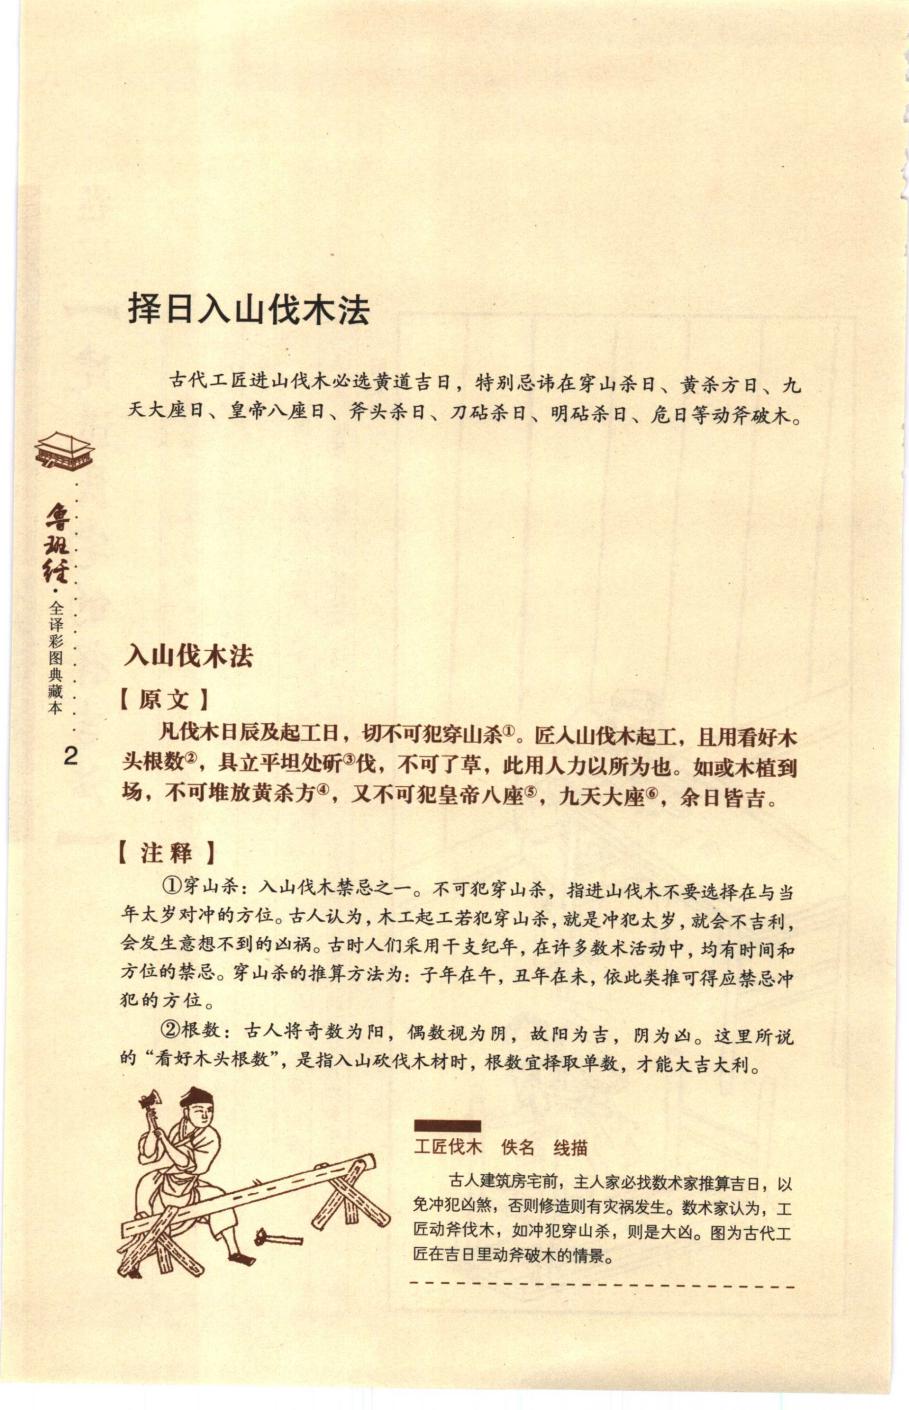 择日入山伐木法
古代工匠进山伐木必选黄道吉日，特别忌讳在穿山杀日、黄杀方日、九
天大座日、皇帝八座日、斧头杀日、刀砧杀日、明砧杀日、危日等动斧破木。
鲁班经·全译彩图典藏本
2
入山伐木法
【原文】
凡伐木日辰及起工日，切不可犯穿山杀①。匠入山伐木起工，且用看好木
头根数②，具立平坦处斫③伐，不可了草，此用人力以所为也。如或木植到
场，不可堆放黄杀方④，又不可犯皇帝八座⑤，九天大座⑥，余日皆吉。
【注释】
①穿山杀：入山伐木禁忌之一。不可犯穿山杀，指进山伐木不要选择在与当
年太岁对冲的方位。古人认为，木工起工若犯穿山杀，就是冲犯太岁，就会不吉利，
会发生意想不到的凶祸。古时人们采用干支纪年，在许多数术活动中，均有时间和
方位的禁忌。穿山杀的推算方法为：子年在午，丑年在未，依此类推可得应禁忌冲
犯的方位。
②根数：古人将奇数为阳，偶数视为阴，故阳为吉，阴为凶。这里所说
的“看好木头根数”，是指入山砍伐木材时，根数宜择取单数，才能大吉大利。
工匠伐木 佚名 线描
古人建筑房宅前，主人家必找数术家推算吉日，以
免冲犯凶煞，否则修造则有灾祸发生。数术家认为，工
匠动斧伐木，如冲犯穿山杀，则是大凶。图为古代工
匠在吉日里动斧破木的情景。